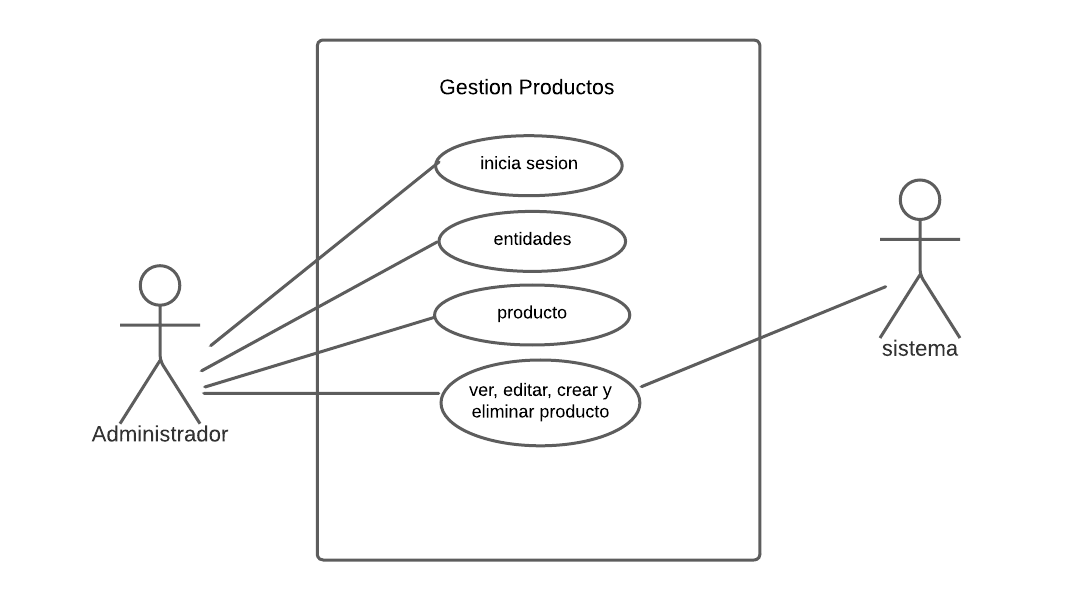 Gestion Productos
inicia sesion
entidades
producto
ver, editar, crear y
eliminar producto
Administrador
sistema